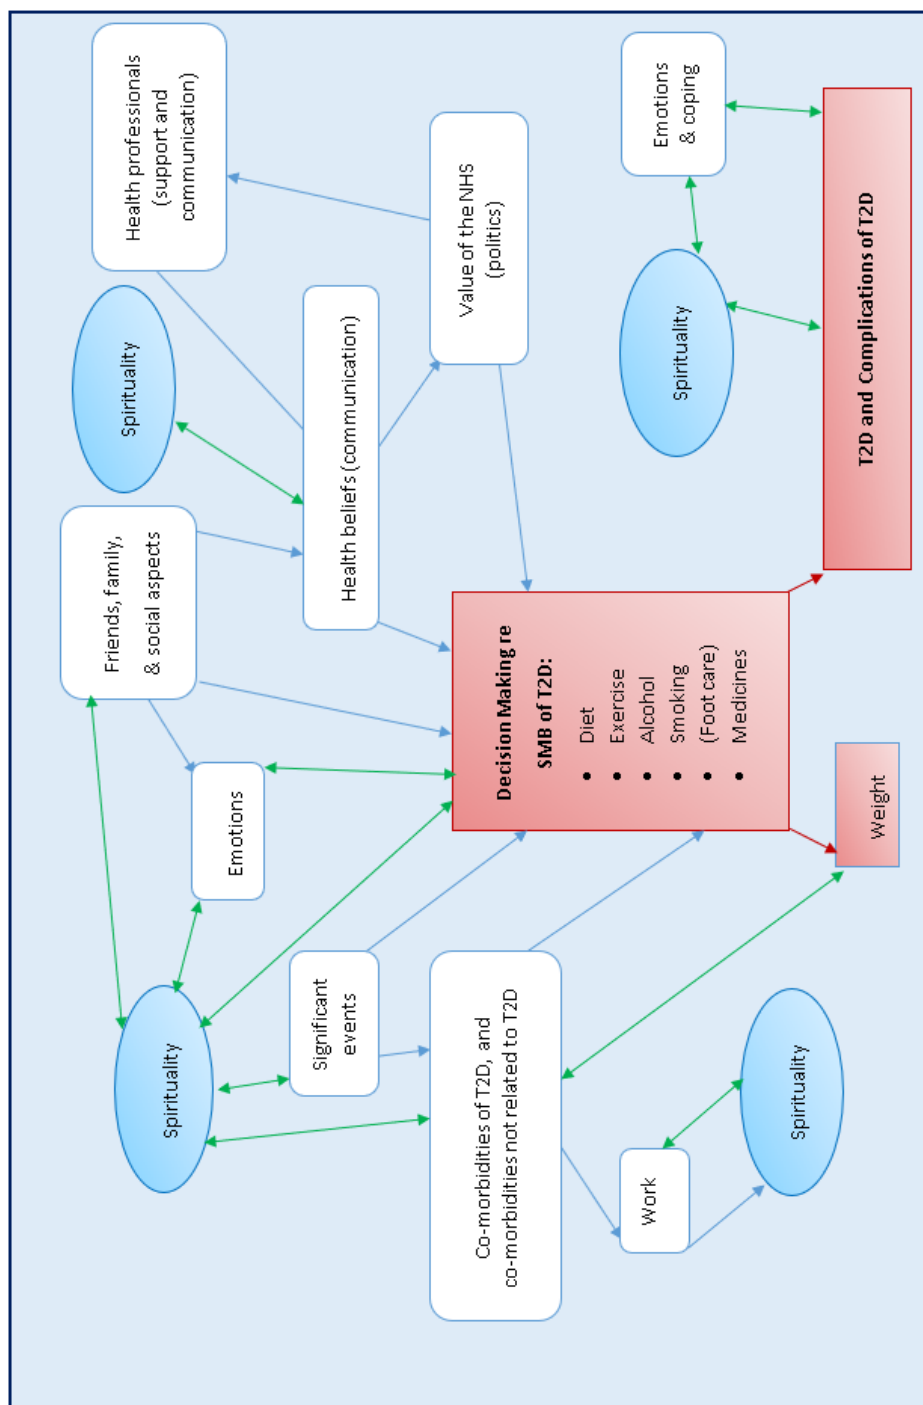 Spirituality
Friends, family,
& social aspects
Spirituality
Health professionals
(support and
communication)
Emotions
Significant
events
Health beliefs (communication)
Co-morbidities of T2D, and
co-morbidities not related to T2D
Value of the NHS
(politics)
Decision Making re
SMB of T2D:
• Diet
• Exercise
• Alcohol
• Smoking
• (Foot care)
• Medicines
Work
Spirituality
Emotions
& coping
Spirituality
Weight
T2D and Complications of T2D